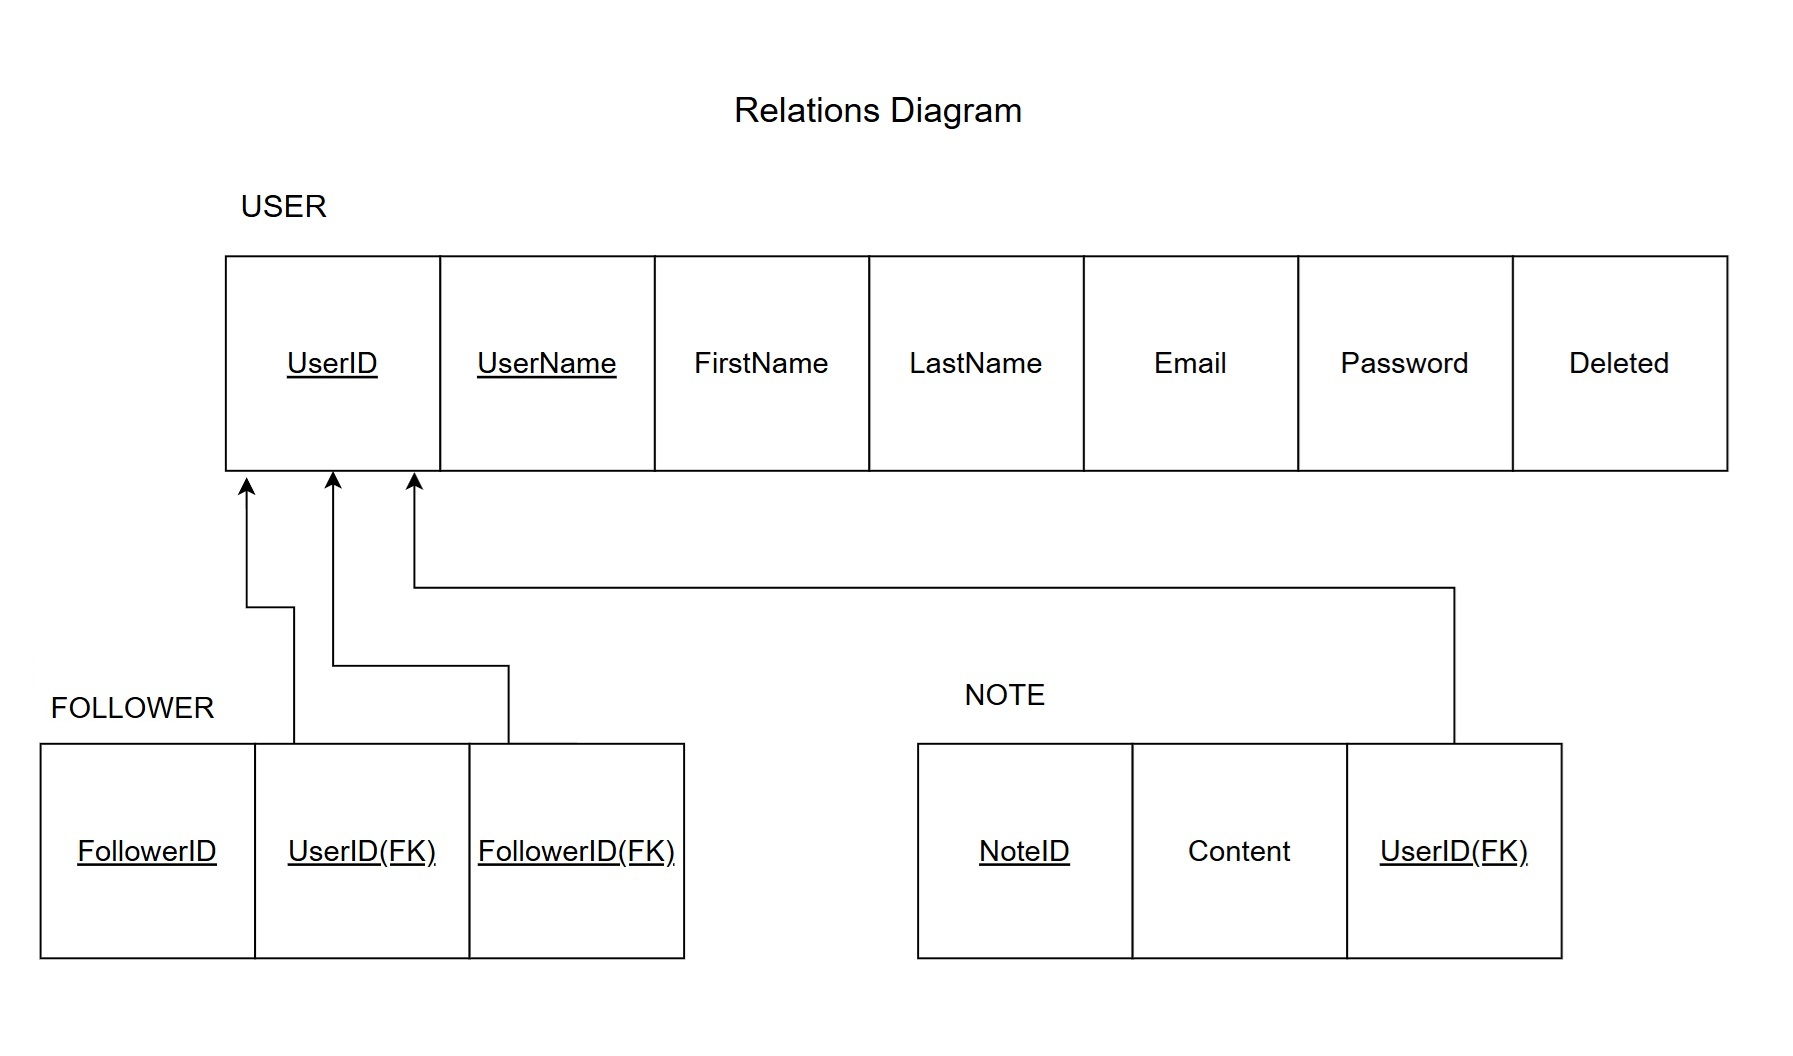 Relations Diagram
USER
UserID
UserName
FirstName
LastName
Email
Password
Deleted
FOLLOWER
FollowerID
UserID(FK)
FollowerID(FK)
NOTE
NoteID
Content
UserID(FK)